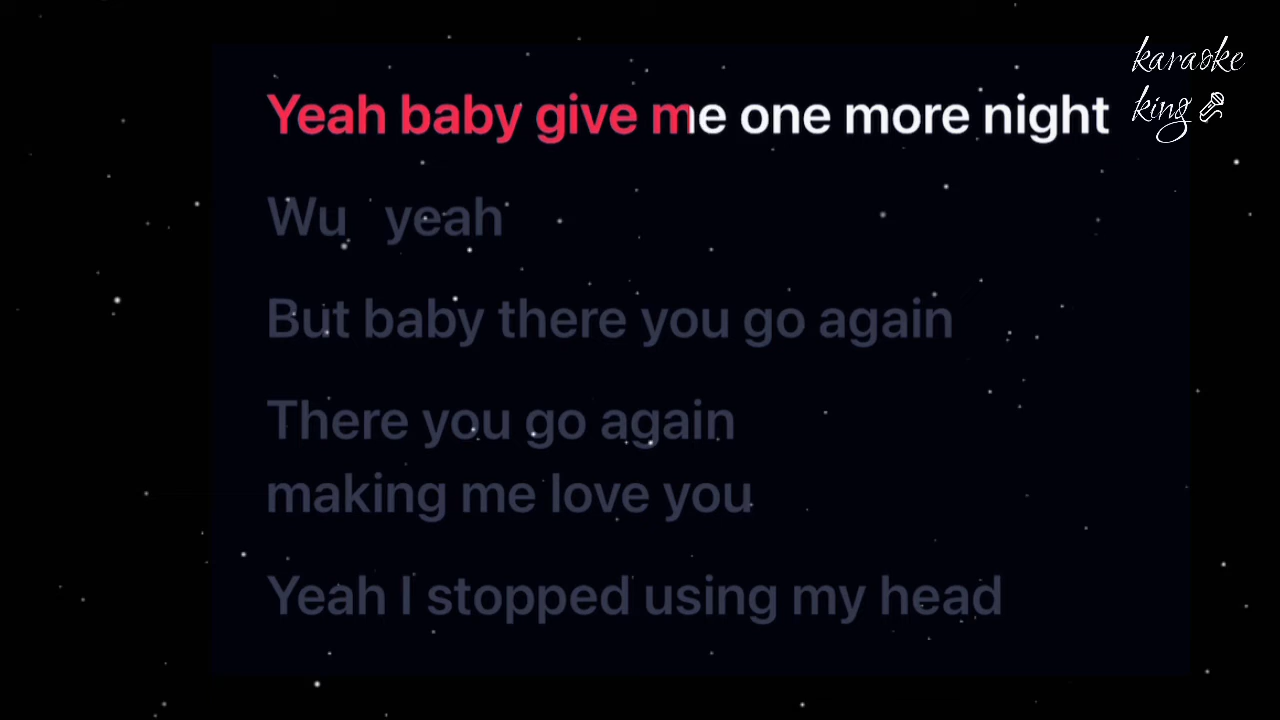 karaoke
king
Yeah baby give me one more night
Wu yeah
But baby there you go again
There you go again
making me love you
Yeah I stopped using my head